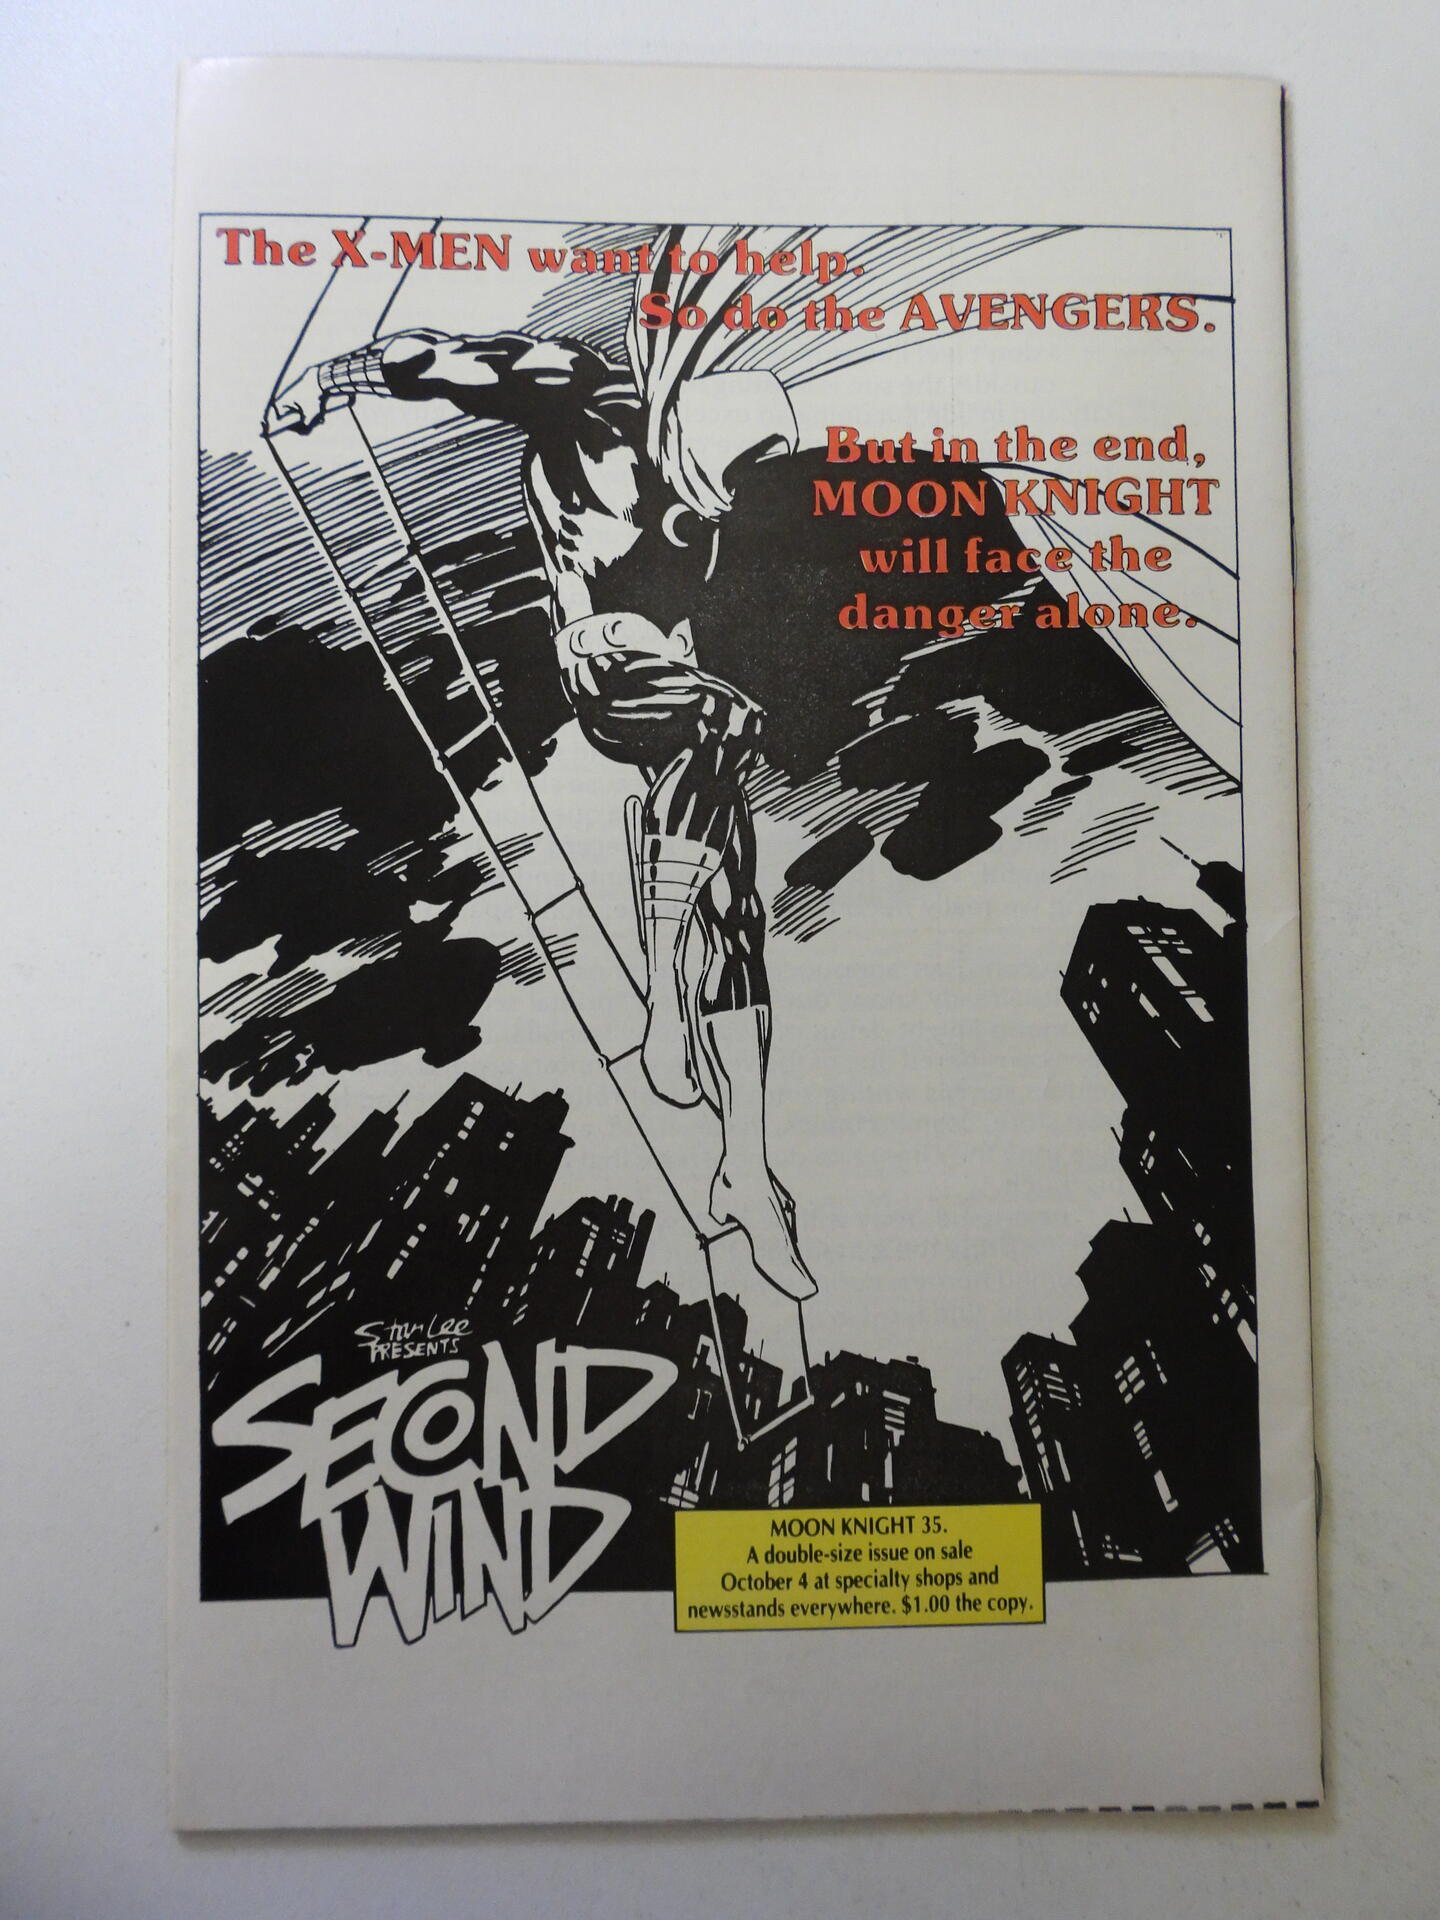 The X-MEN want to help.
So do the AVENGERS.
But in the end,
MOON KNIGHT
will face the
danger alone.
Stan Lee
PRESENTS
SECOND
WIND
MOON KNIGHT 35.
A double-size issue on sale
October 4 at specialty shops and
newsstands everywhere. $1.00 the copy.